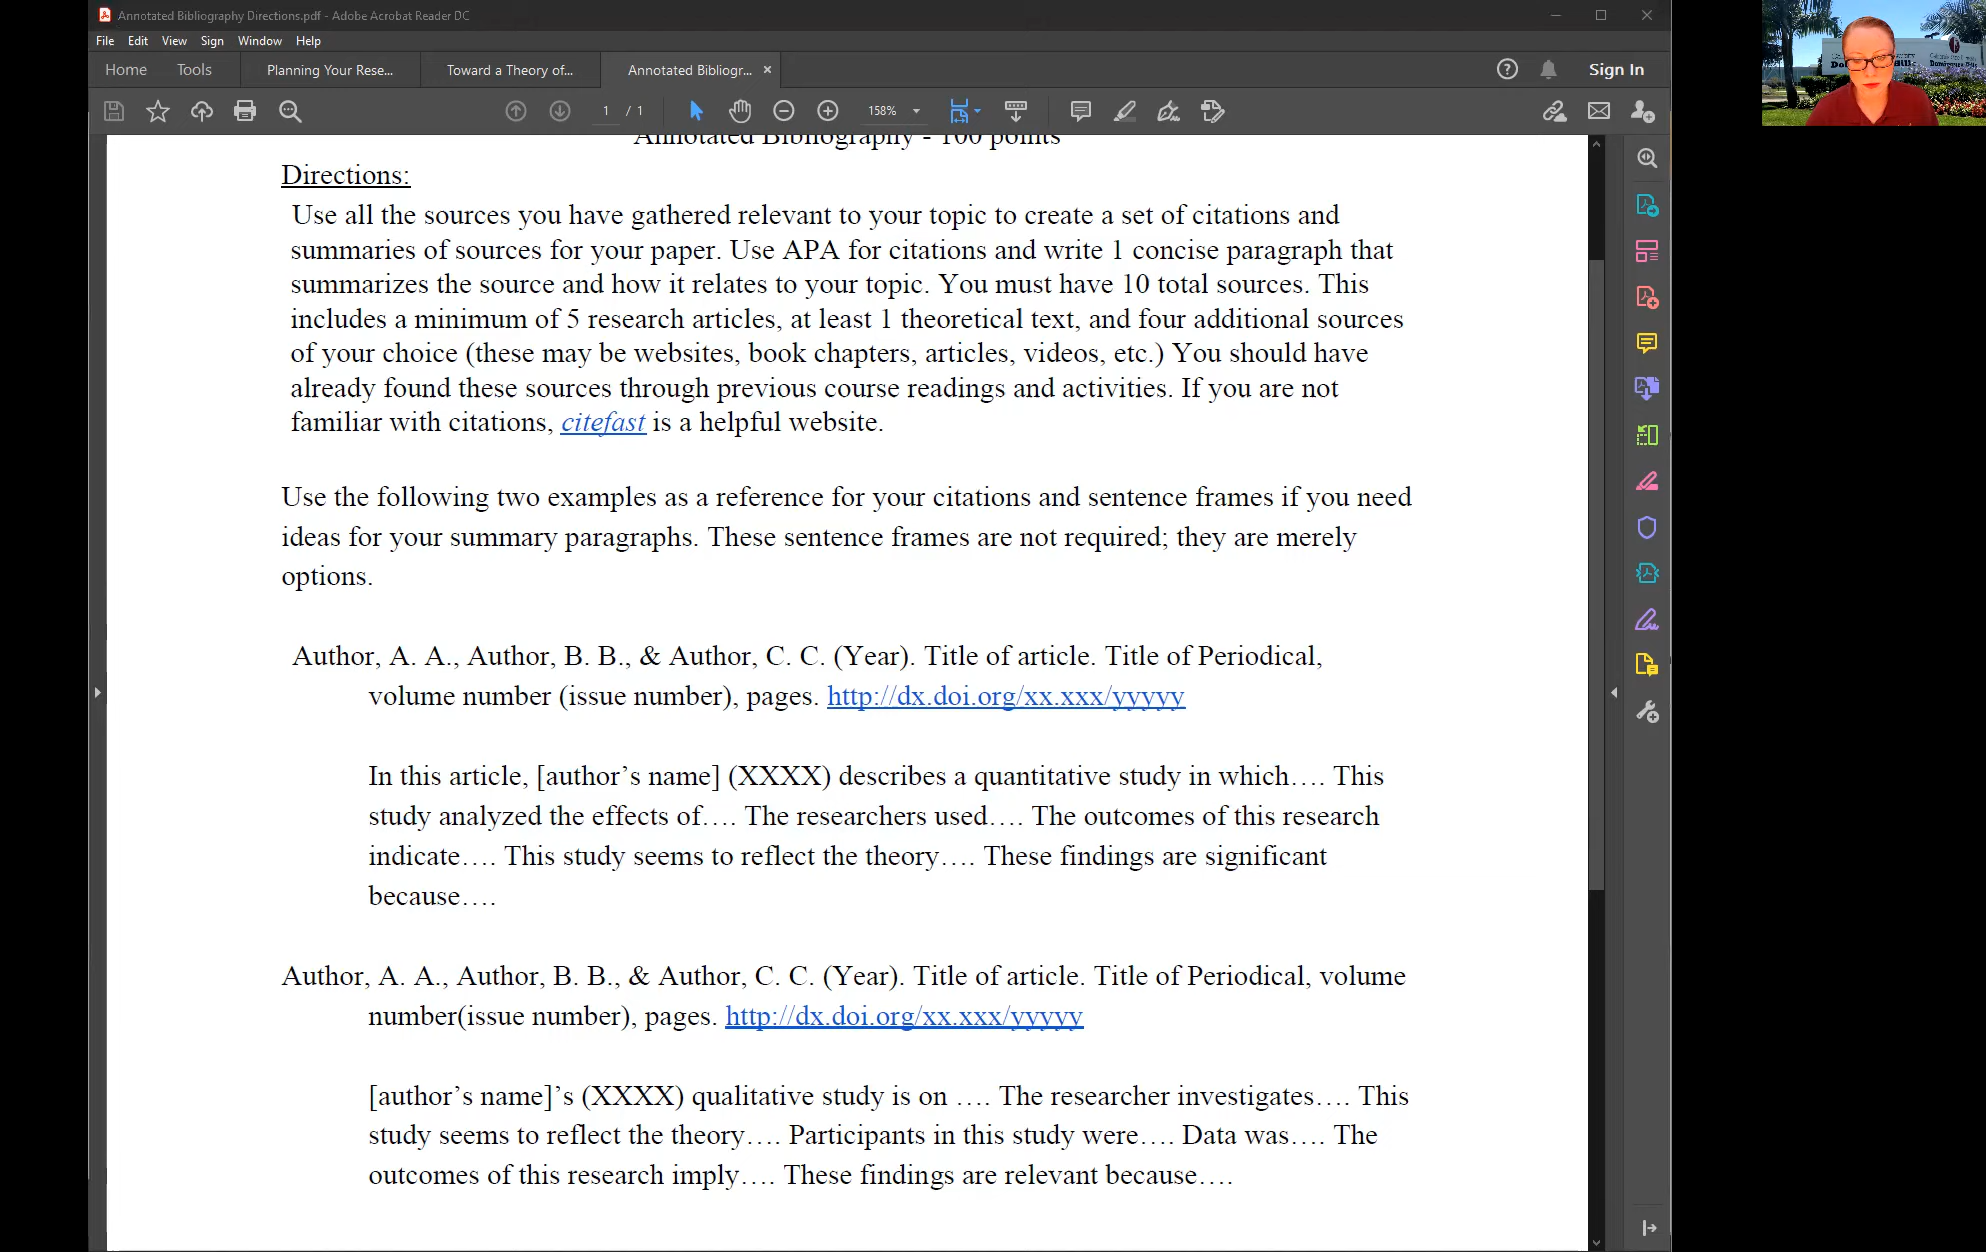 Annotated Bibliography Directions.pdf - Adobe Acrobat Reader DC
File Edit View Sign Window Help
Home Tools Planning Your Rese... Toward a Theory of... Annotated Bibliogr... ×
Sign In
1 / 1 158%
Annotated Bibliography - 100 points
Directions:
Use all the sources you have gathered relevant to your topic to create a set of citations and
summaries of sources for your paper. Use APA for citations and write 1 concise paragraph that
summarizes the source and how it relates to your topic. You must have 10 total sources. This
includes a minimum of 5 research articles, at least 1 theoretical text, and four additional sources
of your choice (these may be websites, book chapters, articles, videos, etc.) You should have
already found these sources through previous course readings and activities. If you are not
familiar with citations, citefast is a helpful website.
Use the following two examples as a reference for your citations and sentence frames if you need
ideas for your summary paragraphs. These sentence frames are not required; they are merely
options.
Author, A. A., Author, B. B., & Author, C. C. (Year). Title of article. Title of Periodical,
volume number (issue number), pages. http://dx.doi.org/xx.xxx/yyyyy
In this article, [author’s name] (XXXX) describes a quantitative study in which…. This
study analyzed the effects of…. The researchers used…. The outcomes of this research
indicate…. This study seems to reflect the theory…. These findings are significant
because….
Author, A. A., Author, B. B., & Author, C. C. (Year). Title of article. Title of Periodical, volume
number(issue number), pages. http://dx.doi.org/xx.xxx/yyyyy
[author’s name]’s (XXXX) qualitative study is on …. The researcher investigates…. This
study seems to reflect the theory…. Participants in this study were…. Data was…. The
outcomes of this research imply…. These findings are relevant because….